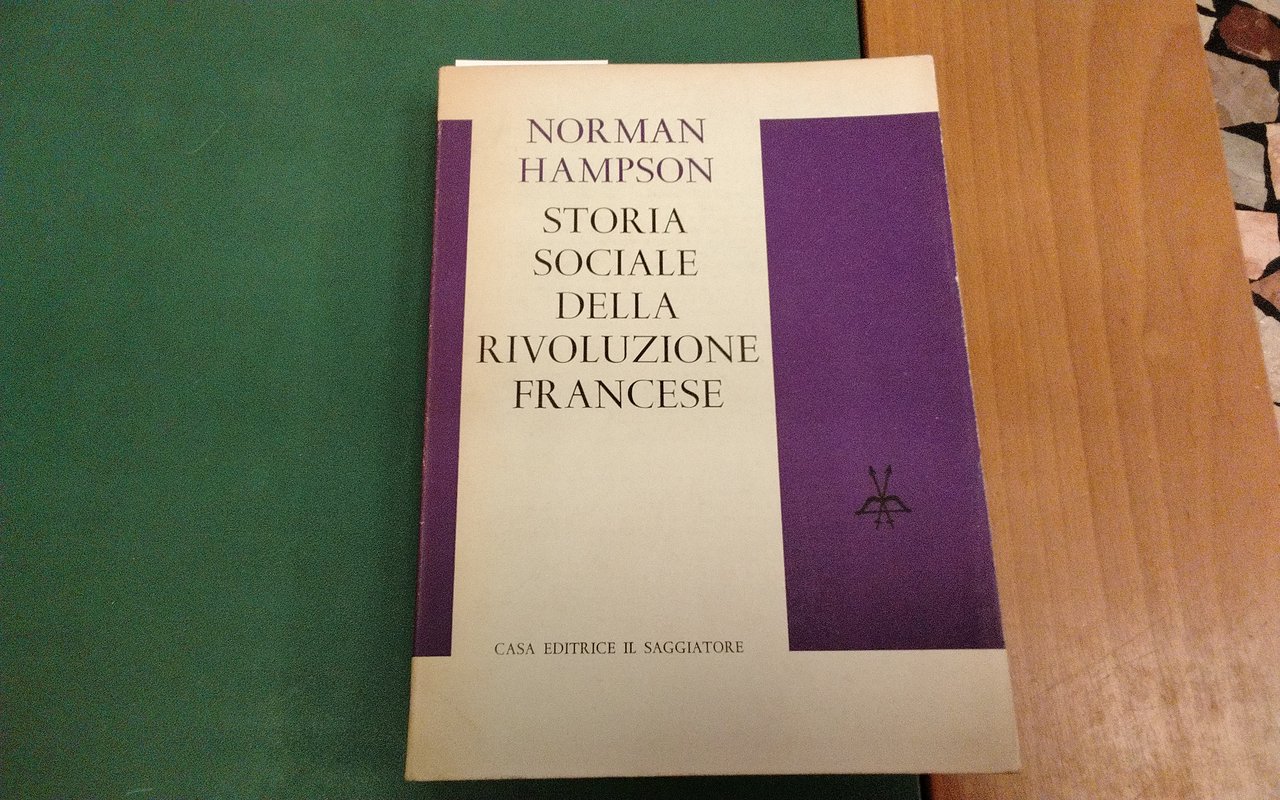 NORMAN
HAMPSON
STORIA
SOCIALE
DELLA
RIVOLUZIONE
FRANCESE
CASA EDITRICE IL SAGGIATORE